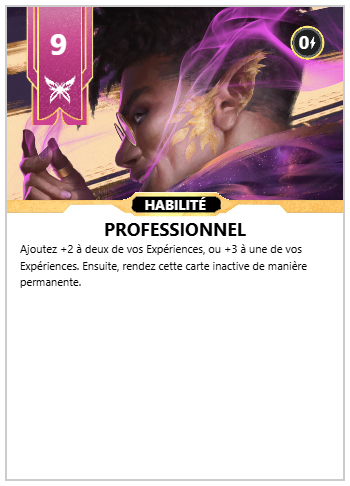 9
0
HABILITÉ
PROFESSIONNEL
Ajoutez +2 à deux de vos Expériences, ou +3 à une de vos
Expériences. Ensuite, rendez cette carte inactive de manière
permanente.